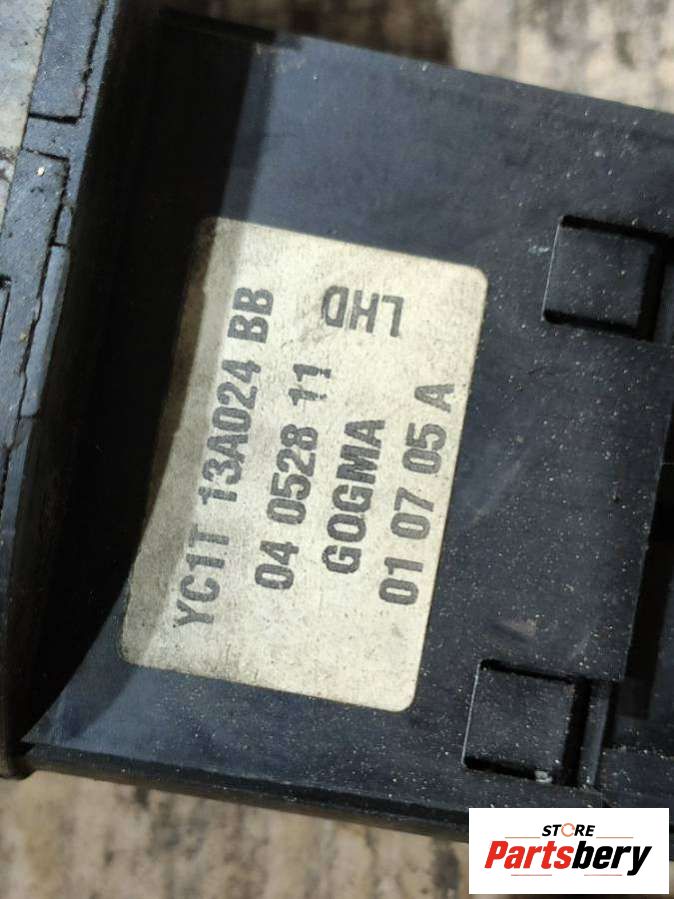 YC1T 13A024 BB
04 0528 11
GOGMA
01 07 05 A
LHD
STORE
Partsbery